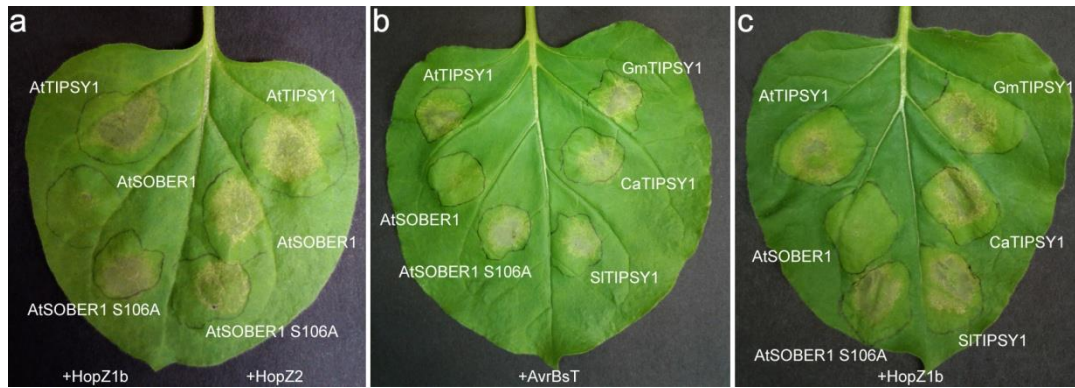 a
AtTIPSY1
AtTIPSY1
AtSOBER1
AtSOBER1
AtSOBER1 S106A
AtSOBER1 S106A
+HopZ1b
+HopZ2
b
AtTIPSY1
GmTIPSY1
CaTIPSY1
AtSOBER1
AtSOBER1 S106A
SlTIPSY1
+AvrBsT
c
AtTIPSY1
GmTIPSY1
CaTIPSY1
AtSOBER1
SlTIPSY1
AtSOBER1 S106A
+HopZ1b